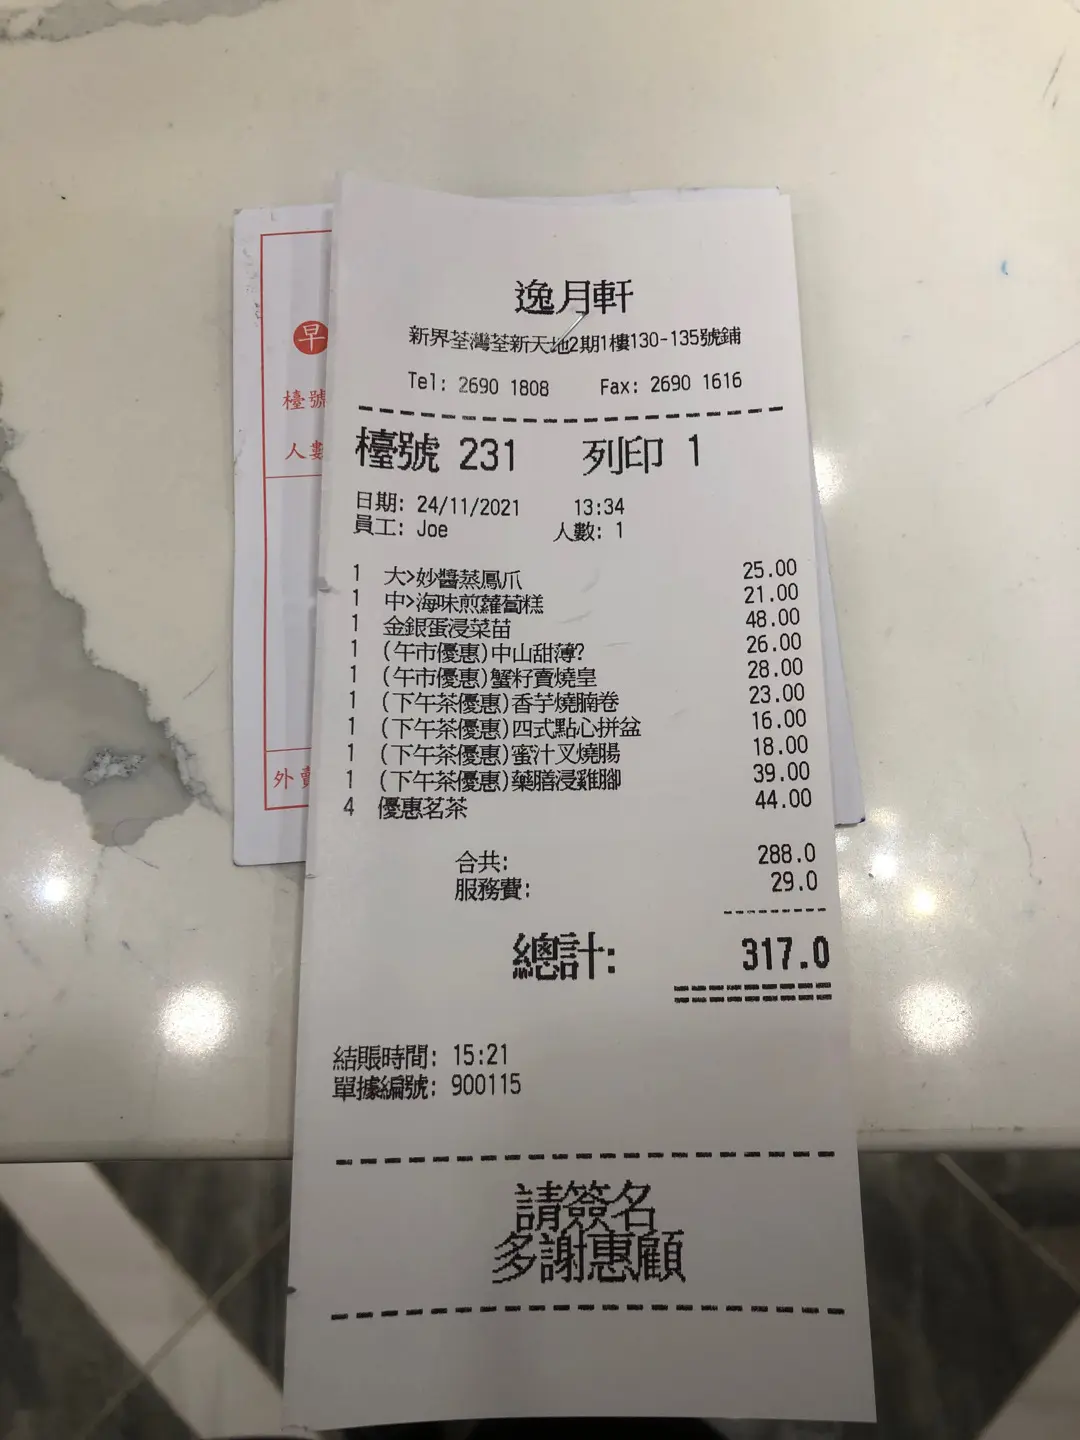 逸月軒
新界荃灣荃新天地2期1樓130-135號鋪
Tel: 2690 1808 Fax: 2690 1616
檯號 231 列印 1
日期: 24/11/2021 13:34
員工: Joe 人數: 1
1 大>妙醬蒸鳳爪 25.00
1 中>海味煎蘿蔔糕 21.00
1 金銀蛋浸菜苗 48.00
1 (午市優惠)中山甜薄? 26.00
1 (午市優惠)蟹籽賣燒皇 28.00
1 (下午茶優惠)香芋燒腩卷 23.00
1 (下午茶優惠)四式點心拼盆 16.00
1 (下午茶優惠)蜜汁叉燒腸 18.00
1 (下午茶優惠)藥膳浸雞腳 39.00
4 優惠茗茶 44.00
合共: 288.0
服務費: 29.0
總計: 317.0
結賬時間: 15:21
單據編號: 900115
請簽名
多謝惠顧
早
檯號
人數
外賣